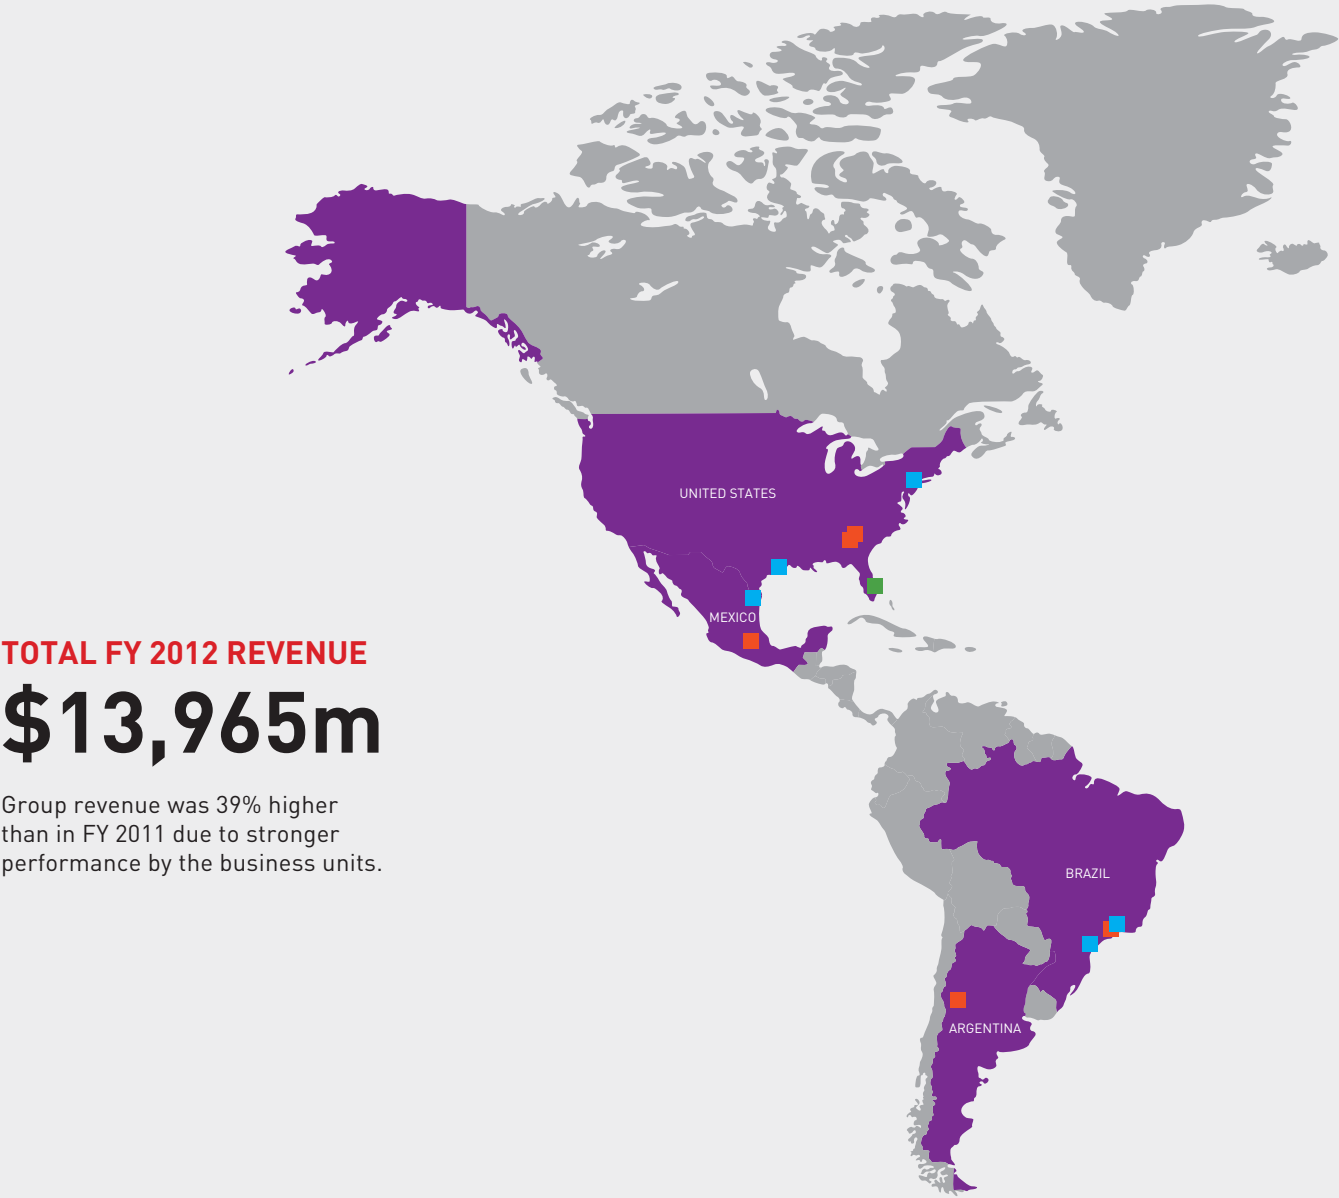 UNITED STATES
MEXICO
TOTAL FY 2012 REVENUE
$13,965m
Group revenue was 39% higher
than in FY 2011 due to stronger
performance by the business units.
BRAZIL
ARGENTINA